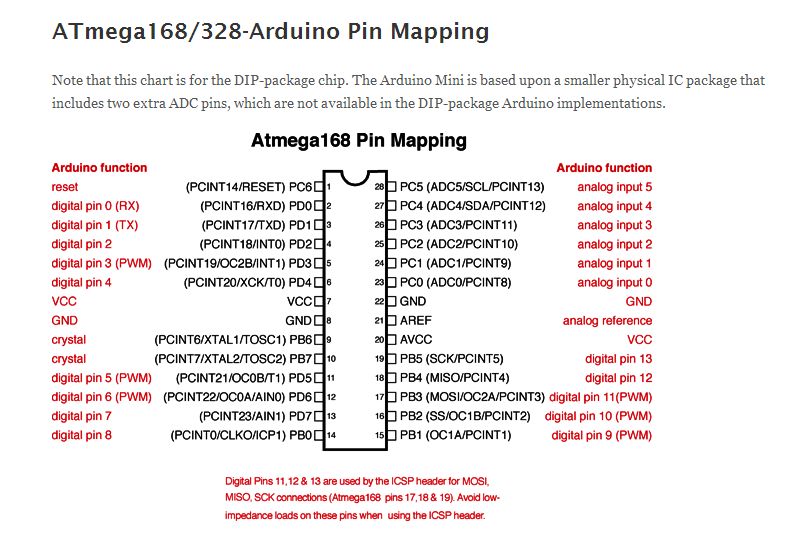 ATmega168/328-Arduino Pin Mapping
Note that this chart is for the DIP-package chip. The Arduino Mini is based upon a smaller physical IC package that
includes two extra ADC pins, which are not available in the DIP-package Arduino implementations.
Atmega168 Pin Mapping
Arduino function Arduino function
reset (PCINT14/RESET) PC6 1 28 PC5 (ADC5/SCL/PCINT13) analog input 5
digital pin 0 (RX) (PCINT16/RXD) PD0 2 27 PC4 (ADC4/SDA/PCINT12) analog input 4
digital pin 1 (TX) (PCINT17/TXD) PD1 3 26 PC3 (ADC3/PCINT11) analog input 3
digital pin 2 (PCINT18/INT0) PD2 4 25 PC2 (ADC2/PCINT10) analog input 2
digital pin 3 (PWM) (PCINT19/OC2B/INT1) PD3 5 24 PC1 (ADC1/PCINT9) analog input 1
digital pin 4 (PCINT20/XCK/T0) PD4 6 23 PC0 (ADC0/PCINT8) analog input 0
VCC VCC 7 22 GND GND
GND GND 8 21 AREF analog reference
crystal (PCINT6/XTAL1/TOSC1) PB6 9 20 AVCC VCC
crystal (PCINT7/XTAL2/TOSC2) PB7 10 19 PB5 (SCK/PCINT5) digital pin 13
digital pin 5 (PWM) (PCINT21/OC0B/T1) PD5 11 18 PB4 (MISO/PCINT4) digital pin 12
digital pin 6 (PWM) (PCINT22/OC0A/AIN0) PD6 12 17 PB3 (MOSI/OC2A/PCINT3) digital pin 11(PWM)
digital pin 7 (PCINT23/AIN1) PD7 13 16 PB2 (SS/OC1B/PCINT2) digital pin 10 (PWM)
digital pin 8 (PCINT0/CLKO/ICP1) PB0 14 15 PB1 (OC1A/PCINT1) digital pin 9 (PWM)
Digital Pins 11,12 & 13 are used by the ICSP header for MOSI,
MISO, SCK connections (Atmega168 pins 17,18 & 19). Avoid low-
impedance loads on these pins when using the ICSP header.